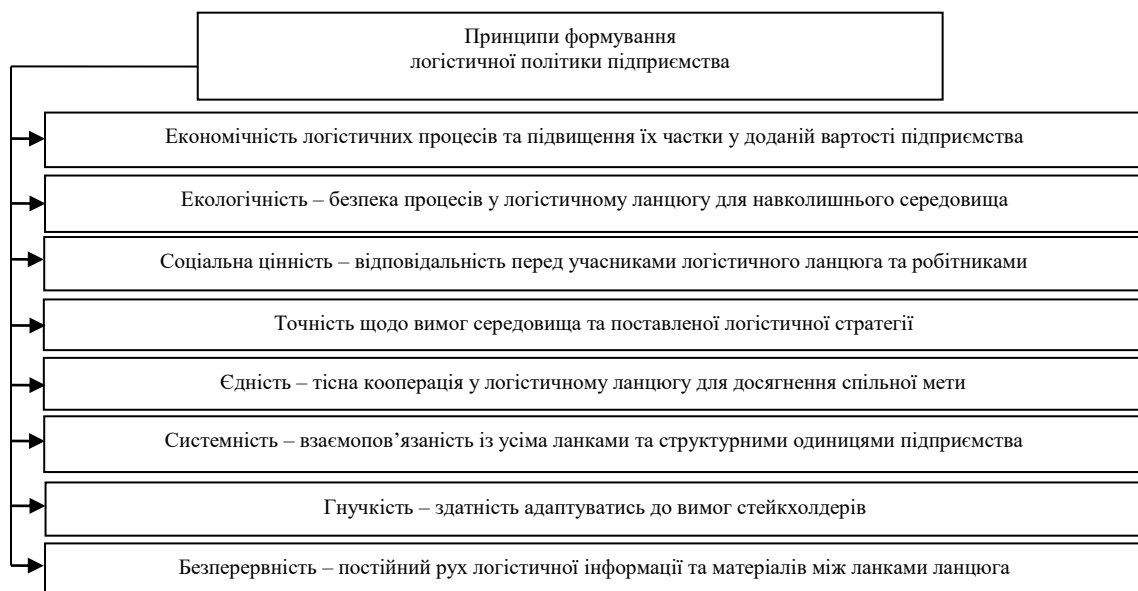 Принципи формування
логістичної політики підприємства
Економічність логістичних процесів та підвищення їх частки у доданій вартості підприємства
Екологічність – безпека процесів у логістичному ланцюгу для навколишнього середовища
Соціальна цінність – відповідальність перед учасниками логістичного ланцюга та робітниками
Точність щодо вимог середовища та поставленої логістичної стратегії
Єдність – тісна кооперація у логістичному ланцюгу для досягнення спільної мети
Системність – взаємопов’язаність із усіма ланками та структурними одиницями підприємства
Гнучкість – здатність адаптуватись до вимог стейкхолдерів
Безперервність – постійний рух логістичної інформації та матеріалів між ланками ланцюга